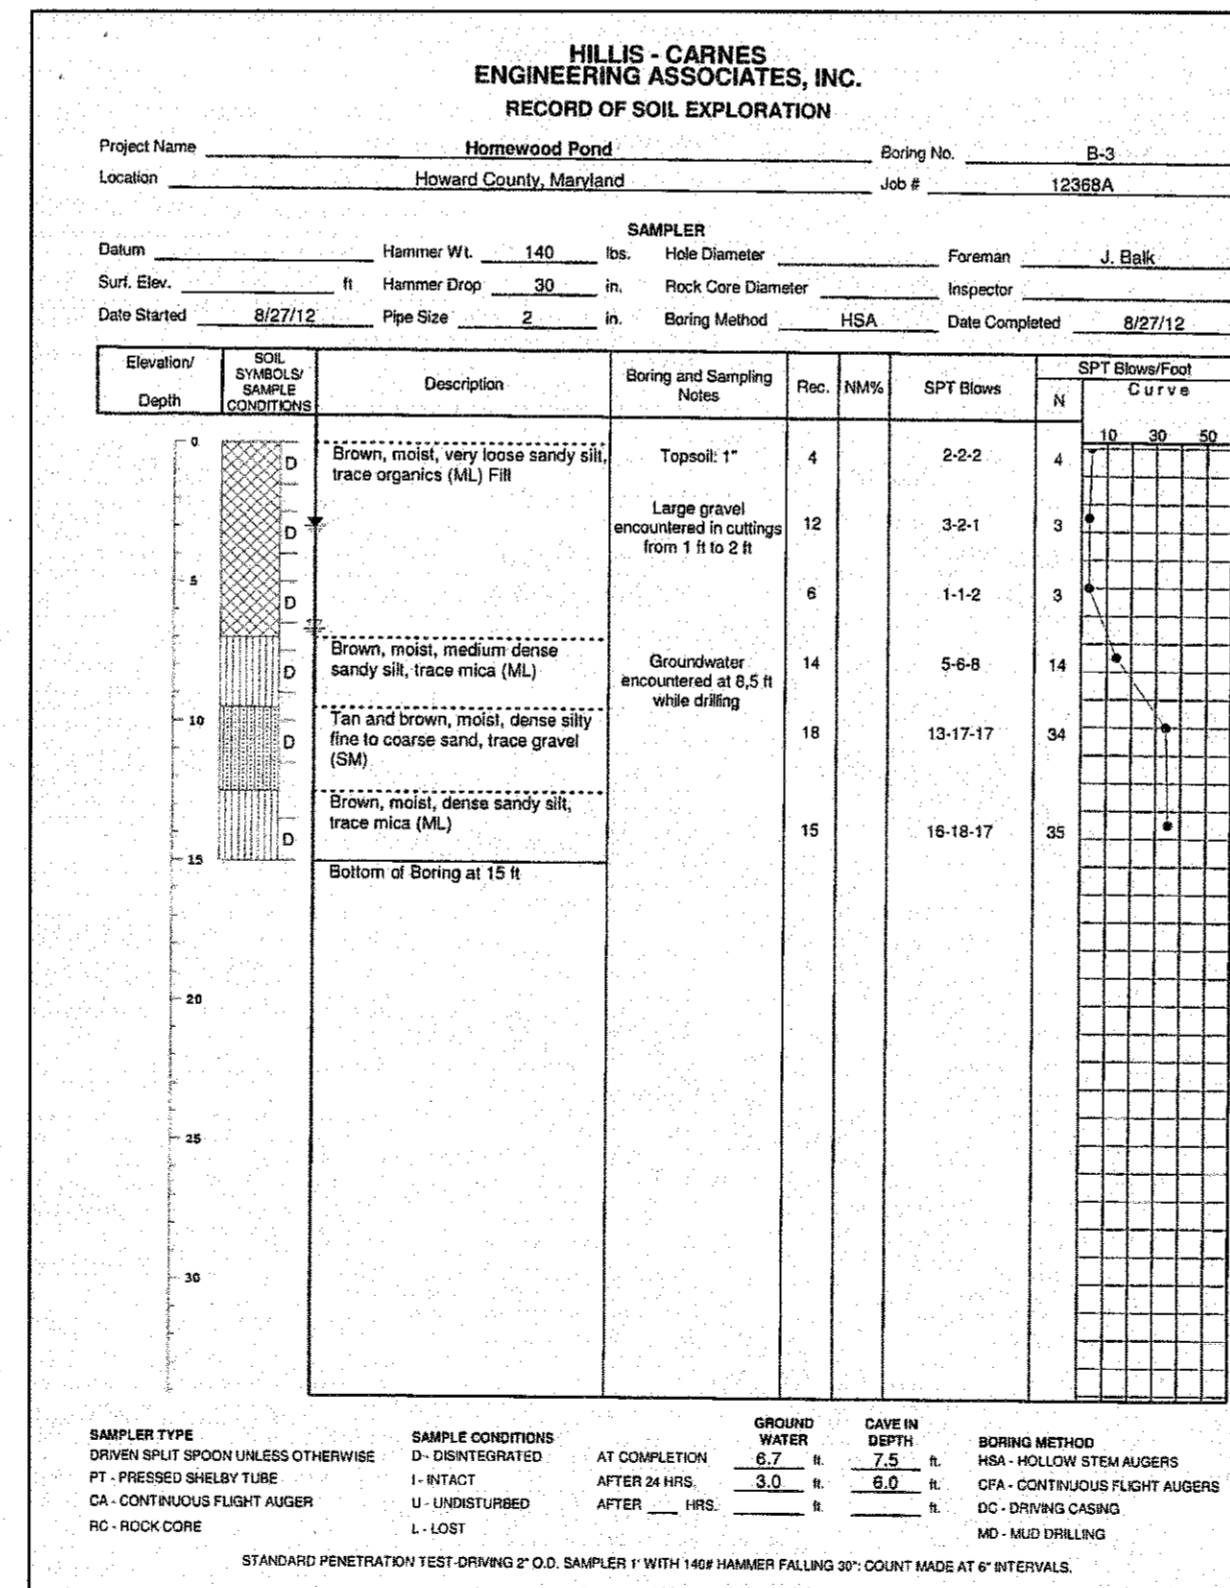 HILLIS - CARNES
ENGINEERING ASSOCIATES, INC.
RECORD OF SOIL EXPLORATION
Project Name Homewood Pond Boring No. B-3
Location Howard County, Maryland Job # 12368A
SAMPLER
Datum Hammer Wt. 140 lbs. Hole Diameter Foreman J. Balk
Surf. Elev. ft Hammer Drop 30 in. Rock Core Diameter Inspector
Date Started 8/27/12 Pipe Size 2 in. Boring Method HSA Date Completed 8/27/12
Elevation/
Depth
SOIL
SYMBOLS/
SAMPLE
CONDITIONS
Description
Boring and Sampling
Notes
Rec.
NM%
SPT Blows
SPT Blows/Foot
N
Curve
10 30 50
0
D
Brown, moist, very loose sandy silt,
trace organics (ML) Fill
Topsoil: 1"
4
2-2-2
4
D
Large gravel
encountered in cuttings
from 1 ft to 2 ft
12
3-2-1
3
5
D
6
1-1-2
3
D
Brown, moist, medium dense
sandy silt, trace mica (ML)
Groundwater
encountered at 8,5 ft
while drilling
14
5-6-8
14
10
D
Tan and brown, moist, dense silty
fine to coarse sand, trace gravel
(SM)
18
13-17-17
34
D
Brown, moist, dense sandy silt,
trace mica (ML)
15
16-18-17
35
15
Bottom of Boring at 15 ft
20
25
30
SAMPLER TYPE
DRIVEN SPLIT SPOON UNLESS OTHERWISE
PT - PRESSED SHELBY TUBE
CA - CONTINUOUS FLIGHT AUGER
RC - ROCK CORE
SAMPLE CONDITIONS
D - DISINTEGRATED
I - INTACT
U - UNDISTURBED
L - LOST
GROUND
WATER
CAVE IN
DEPTH
AT COMPLETION 6.7 ft. 7.5 ft.
AFTER 24 HRS. 3.0 ft. 6.0 ft.
AFTER ___ HRS. ft. ft.
BORING METHOD
HSA - HOLLOW STEM AUGERS
CFA - CONTINUOUS FLIGHT AUGERS
DC - DRIVING CASING
MD - MUD DRILLING
STANDARD PENETRATION TEST-DRIVING 2" O.D. SAMPLER 1' WITH 140# HAMMER FALLING 30": COUNT MADE AT 6" INTERVALS.